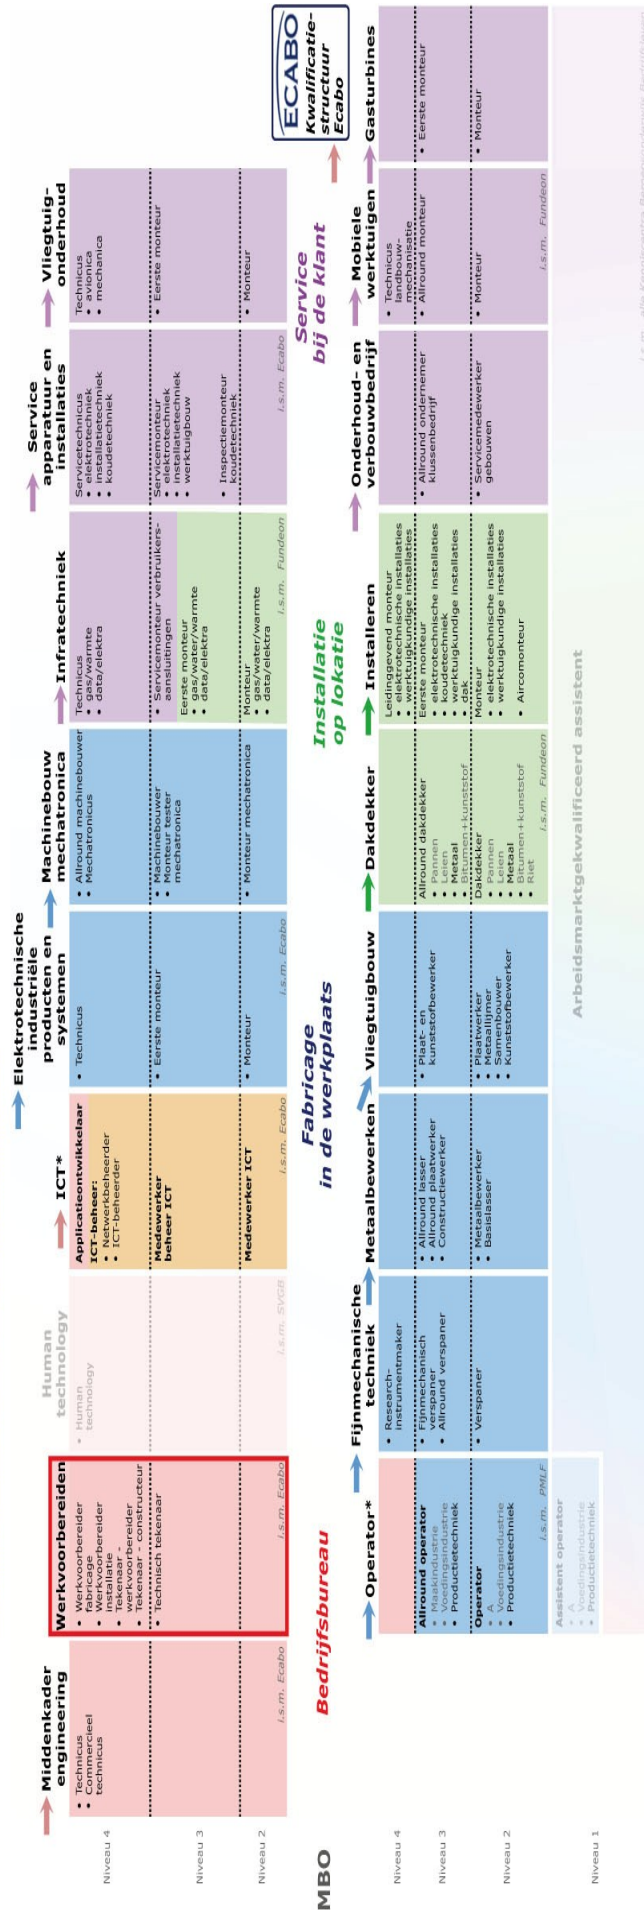 MBO
Niveau 4
Niveau 3
Niveau 2
Middenkader
engineering
• Technicus
• Commercieel
technicus
i.s.m. Ecabo
Werkvoorbereiden
• Werkvoorbereider
fabricage
• Werkvoorbereider
installatie
• Tekenaar -
werkvoorbereider
• Tekenaar - constructeur
• Technisch tekenaar
i.s.m. Ecabo
Human
technology
• Human
technology
i.s.m. SVGB
ICT*
Applicatieontwikkelaar
ICT-beheer:
• Netwerkbeheerder
• ICT-beheerder
Medewerker
beheer ICT
Medewerker ICT
i.s.m. Ecabo
Elektrotechnische
industriële
producten en
systemen
• Technicus
• Eerste monteur
• Monteur
i.s.m. Ecabo
Machinebouw
mechatronica
• Allround machinebouwer
• Mechatronicus
• Machinebouwer
• Monteur tester
mechatronica
• Monteur mechatronica
Infratechniek
Technicus
• gas/warmte
• data/elektra
• Servicemonteur verbruikers-
aansluitingen
Eerste monteur
• gas/water/warmte
• data/elektra
Monteur
• gas/water/warmte
• data/elektra
i.s.m. Fundeon
Service
apparatuur en
installaties
Servicetechnicus
• elektrotechniek
• installatietechniek
• koudetechniek
Servicemonteur
• elektrotechniek
• installatietechniek
• werktuigbouw
• Inspectiemonteur
koudetechniek
i.s.m. Ecabo
Vliegtuig-
onderhoud
Technicus
• avionica
• mechanica
• Eerste monteur
• Monteur
ECABO
Kwalificatie-
structuur
Ecabo
Bedrijfsbureau
Fabricage
in de werkplaats
Installatie
op lokatie
Service
bij de klant
Niveau 4
Niveau 3
Niveau 2
Niveau 1
Operator*
Allround operator
• Maakindustrie
• Voedingsindustrie
• Productietechniek
Operator
• A
• Voedingsindustrie
• Productietechniek
i.s.m. PMLF
Assistent operator
• A
• Voedingsindustrie
• Productietechniek
Fijnmechanische
techniek
• Research-
instrumentmaker
• Fijnmechanisch
verspaner
• Allround verspaner
• Verspaner
Metaalbewerken
• Allround lasser
• Allround plaatwerker
• Constructiewerker
• Metaalbewerker
• Basislasser
Vliegtuigbouw
• Plaat- en
kunststofbewerker
• Plaatwerker
• Metaallijmer
• Samenbouwer
• Kunststofbewerker
Dakdekker
Allround dakdekker
• Pannen
• Leien
• Metaal
• Bitumen+kunststof
Dakdekker
• Pannen
• Leien
• Metaal
• Bitumen+kunststof
• Riet
i.s.m. Fundeon
Installeren
Leidinggevend monteur
• elektrotechnische installaties
• werktuigkundige installaties
Eerste monteur
• elektrotechnische installaties
• koudetechniek
• werktuigkundige installaties
• dak
Monteur
• elektrotechnische installaties
• werktuigkundige installaties
• Aircomonteur
Onderhoud- en
verbouwbedrijf
• Allround ondernemer
klussenbedrijf
• Servicemedewerker
gebouwen
Mobiele
werktuigen
• Technicus
landbouw-
mechanisatie
• Allround monteur
• Monteur
i.s.m. Fundeon
Gasturbines
• Eerste monteur
• Monteur
Arbeidsmarktgekwalificeerd assistent